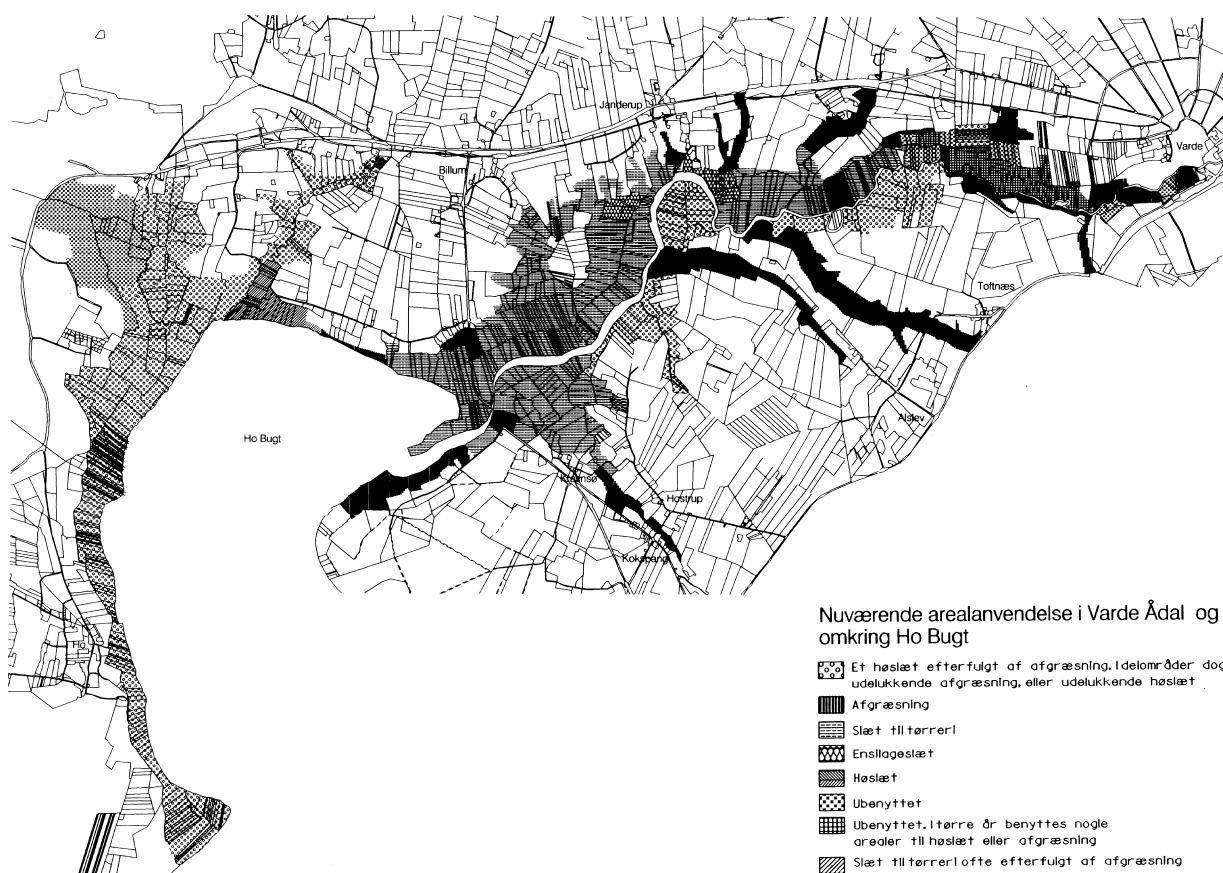 Janderup
Varde
Billum
Toftnæs
Alslev
Ho Bugt
Hostrup
Kokspang
Nuværende arealanvendelse i Varde Ådal og
omkring Ho Bugt
Et høslæt efterfulgt af afgræsning. I delområder dog
udelukkende afgræsning, eller udelukkende høslæt
Afgræsning
Slæt til tørreri
Ensilageslæt
Høslæt
Ubenyttet
Ubenyttet. I tørre år benyttes nogle
arealer til høslæt eller afgræsning
Slæt til tørreri ofte efterfulgt af afgræsning